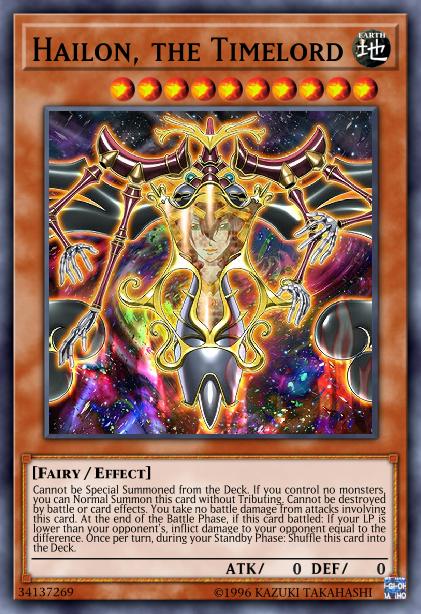 HAILON, THE TIMELORD
EARTH
地
[FAIRY / EFFECT]
Cannot be Special Summoned from the Deck. If you control no monsters,
you can Normal Summon this card without Tributing. Cannot be destroyed
by battle or card effects. You take no battle damage from attacks involving
this card. At the end of the Battle Phase, if this card battled: If your LP is
lower than your opponent's, inflict damage to your opponent equal to the
difference. Once per turn, during your Standby Phase: Shuffle this card into
the Deck.
ATK/ 0 DEF/ 0
34137269
©1996 KAZUKI TAKAHASHI